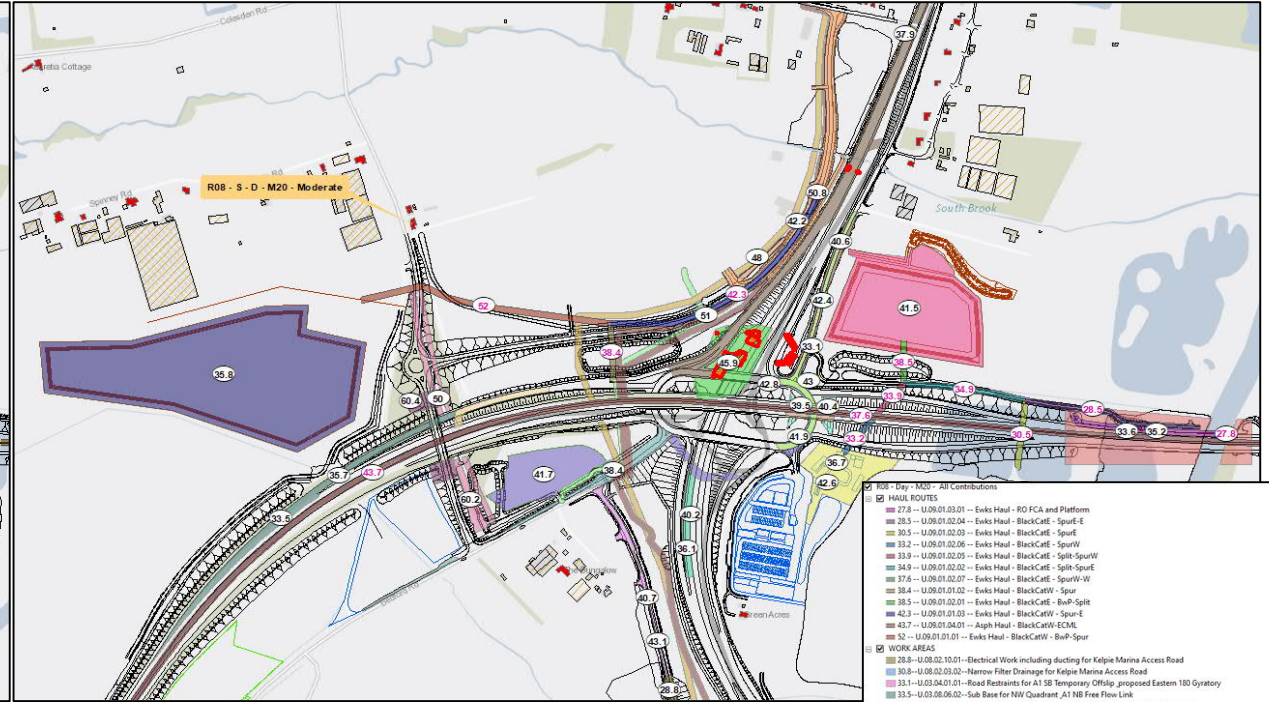 Colesden Rd
Cottage
37.9
R08 - S - D - M20 - Moderate
Spinney Rd
50.8
42.2
48
40.6
South Brook
52
42.3
51
42.4
41.5
38.4
45.9
33.1
38.5
35.8
60.4
50
42.8
43
34.9
33.9
39.5
40.4
37.6
28.5
33.6
35.2
27.8
30.5
33.2
41.9
35.7
43.7
41.7
38.4
36.7
42.6
33.5
60.2
40.2
36.1
The Bungalow
40.7
43.1
Green Acres
28.8
R08 - Day - M20 - All Contributions
HAUL ROUTES
27.8 -- U.09.01.03.01 -- Ewks Haul - RO FCA and Platform
28.5 -- U.09.01.02.04 -- Ewks Haul - BlackCatE - SpurE-E
30.5 -- U.09.01.02.03 -- Ewks Haul - BlackCatE - SpurE
33.2 -- U.09.01.02.06 -- Ewks Haul - BlackCatE - SpurW
33.9 -- U.09.01.02.05 -- Ewks Haul - BlackCatE - Split-SpurW
34.9 -- U.09.01.02.02 -- Ewks Haul - BlackCatE - Split-SpurE
37.6 -- U.09.01.02.07 -- Ewks Haul - BlackCatE - SpurW-W
38.4 -- U.09.01.01.02 -- Ewks Haul - BlackCatW - Spur
38.5 -- U.09.01.02.01 -- Ewks Haul - BlackCatE - BwP-Split
42.3 -- U.09.01.01.03 -- Ewks Haul - BlackCatW - Spur-E
43.7 -- U.09.01.04.01 -- Asph Haul - BlackCatW-ECML
52 -- U.09.01.01.01 -- Ewks Haul - BlackCatW - BwP-Spur
WORK AREAS
28.8--U.08.02.10.01--Electrical Work including ducting for Kelpie Marina Access Road
30.8--U.08.02.03.02--Narrow Filter Drainage for Kelpie Marina Access Road
33.1--U.03.04.01.01--Road Restraints for A1 SB Temporary Offslip ,proposed Eastern 180 Gyratory
33.5--U.03.08.06.02--Sub Base for NW Quadrant ,A1 NB Free Flow Link